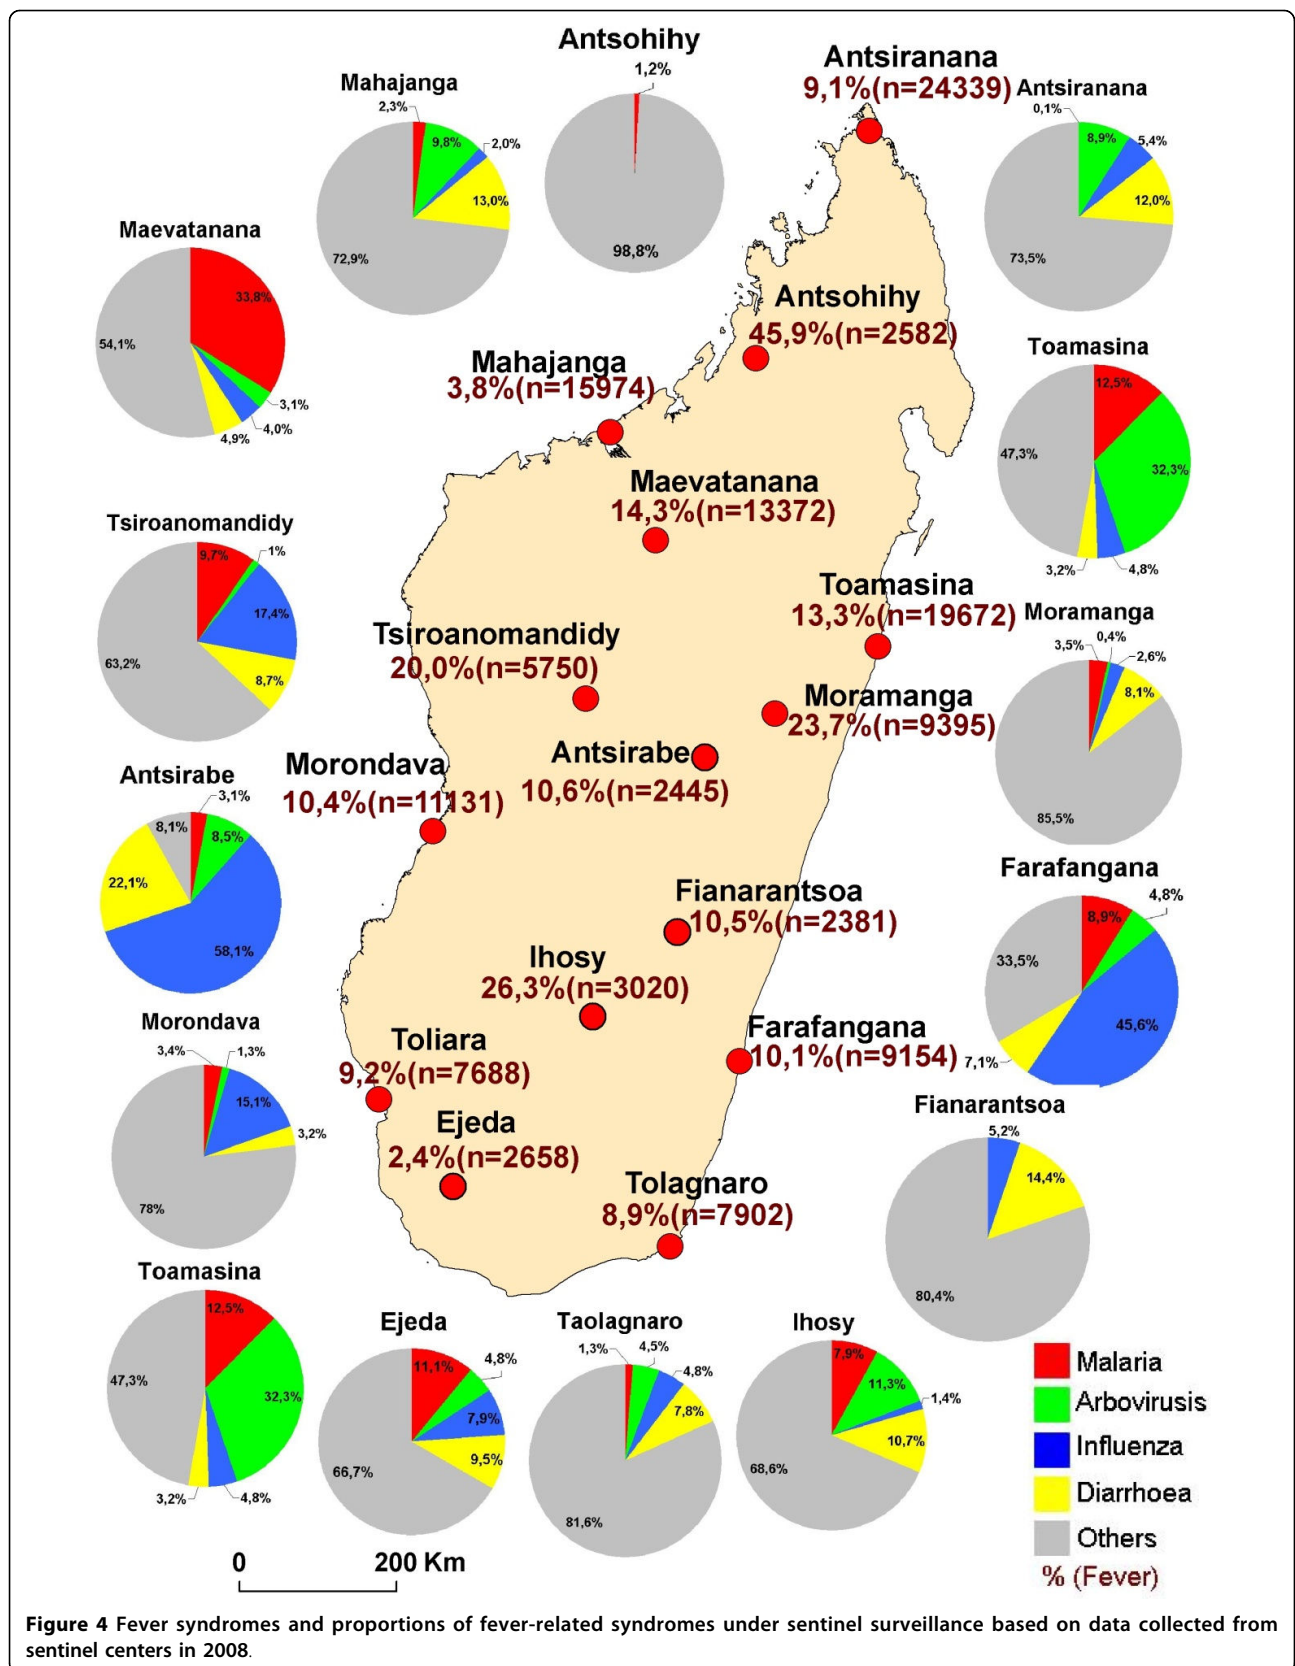 Antsohihy
1,2%
98,8%
Mahajanga
2,3%
9,8%
2,0%
13,0%
72,9%
Antsiranana
9,1%(n=24339)
Antsiranana
0,1%
8,9%
5,4%
12,0%
73,5%
Maevatanana
33,8%
54,1%
3,1%
4,0%
4,9%
Antsohihy
45,9%(n=2582)
Mahajanga
3,8%(n=15974)
Toamasina
12,5%
47,3%
32,3%
3,2%
4,8%
Maevatanana
14,3%(n=13372)
Tsiroanomandidy
9,7%
1%
17,4%
63,2%
8,7%
Toamasina
13,3%(n=19672)
Tsiroanomandidy
20,0%(n=5750)
Moramanga
3,5%
0,4%
2,6%
8,1%
85,5%
Moramanga
23,7%(n=9395)
Antsirabe
10,6%(n=2445)
Morondava
10,4%(n=11131)
Antsirabe
3,1%
8,1%
8,5%
22,1%
58,1%
Farafangana
4,8%
8,9%
33,5%
45,6%
7,1%
Fianarantsoa
10,5%(n=2381)
Ihosy
26,3%(n=3020)
Morondava
3,4%
1,3%
15,1%
3,2%
78%
Toliara
9,2%(n=7688)
Farafangana
10,1%(n=9154)
Ejeda
2,4%(n=2658)
Fianarantsoa
5,2%
14,4%
80,4%
Tolagnaro
8,9%(n=7902)
Toamasina
12,5%
47,3%
32,3%
3,2%
4,8%
Ejeda
11,1%
4,8%
7,9%
9,5%
66,7%
Taolagnaro
1,3%
4,5%
4,8%
7,8%
81,6%
Ihosy
7,9%
11,3%
1,4%
10,7%
68,6%
Malaria
Arbovirusis
Influenza
Diarrhoea
Others
% (Fever)
0 200 Km
Figure 4 Fever syndromes and proportions of fever-related syndromes under sentinel surveillance based on data collected from
sentinel centers in 2008.